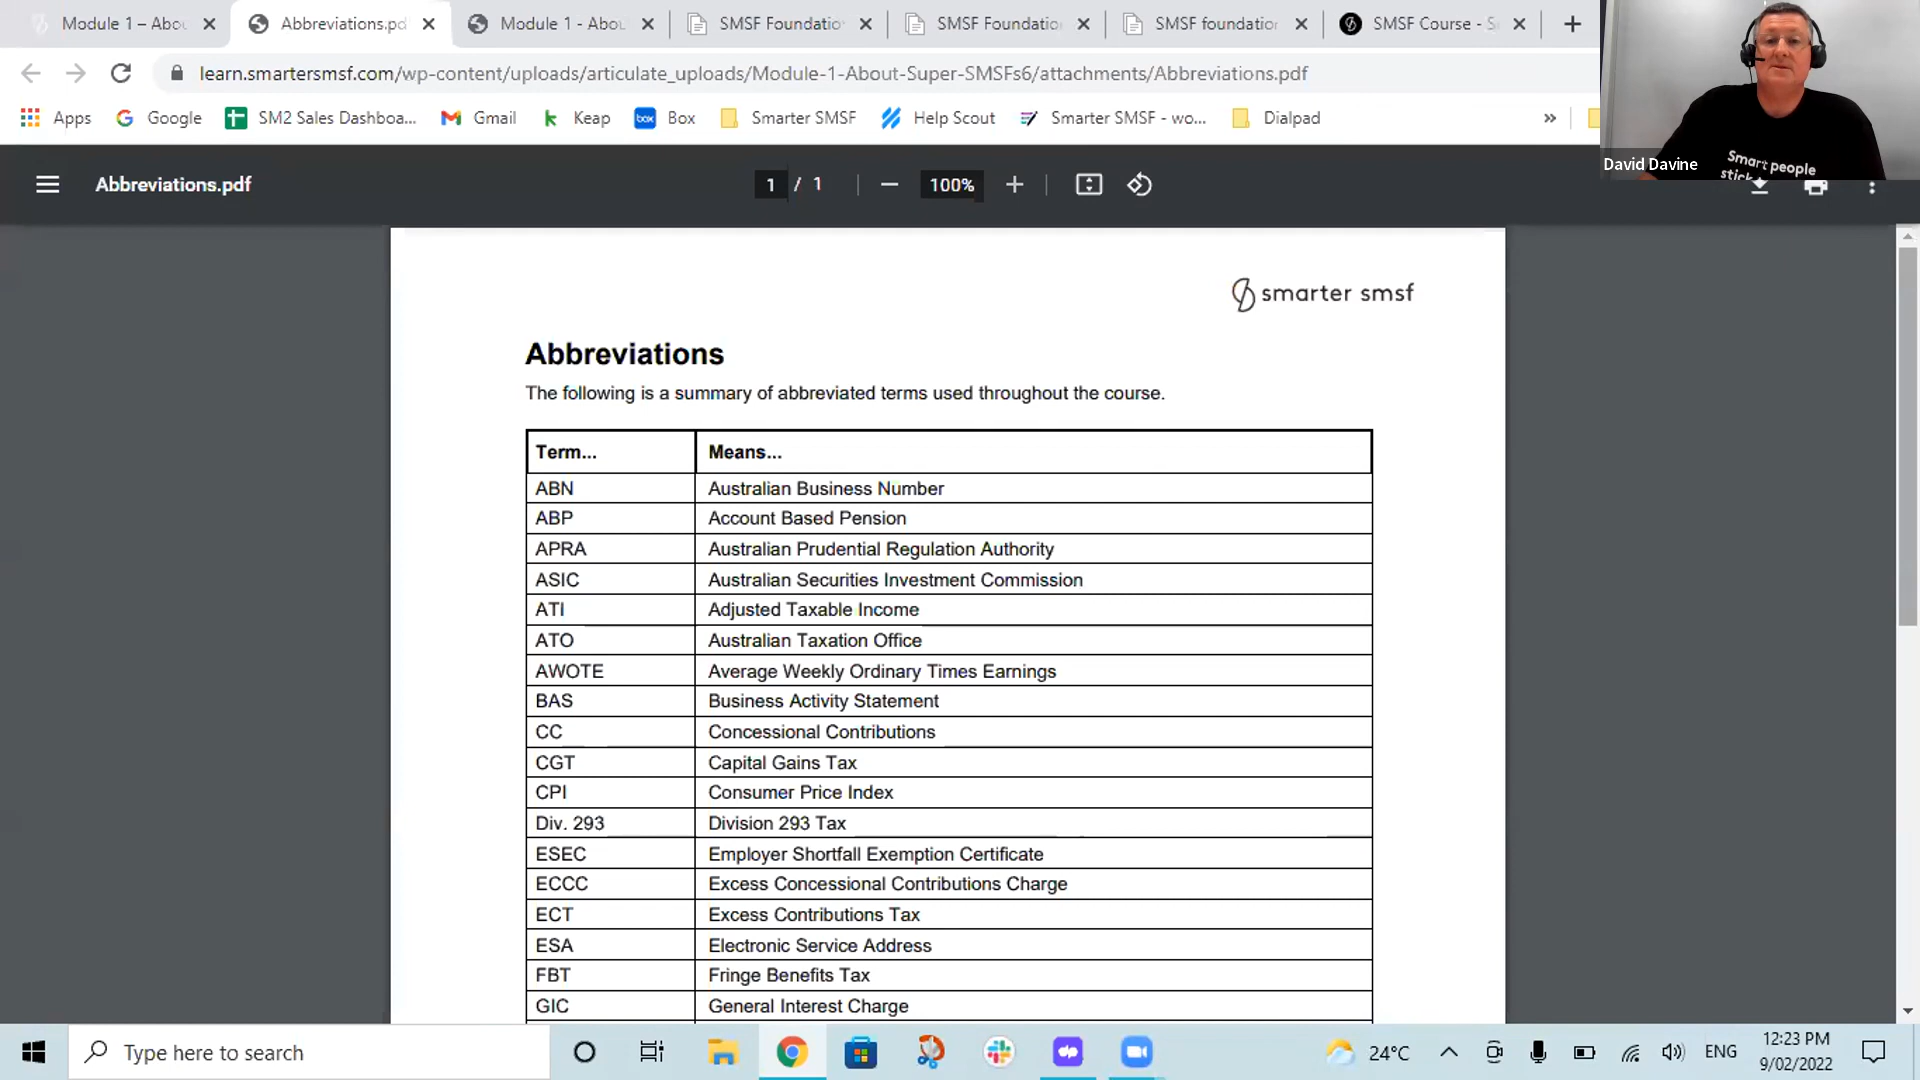 Module 1 – Abou
Abbreviations.pd
Module 1 - Abou
SMSF Foundatio
SMSF Foundatio
SMSF foundation
SMSF Course - S
learn.smartersmsf.com/wp-content/uploads/articulate_uploads/Module-1-About-Super-SMSFs6/attachments/Abbreviations.pdf
Apps
Google
SM2 Sales Dashboa...
Gmail
Keap
box
Box
Smarter SMSF
Help Scout
Smarter SMSF - wo...
Dialpad
»
David Davine
Smart people
stick
Abbreviations.pdf
1 / 1
100%
smarter smsf
Abbreviations
The following is a summary of abbreviated terms used throughout the course.
Term... Means...
ABN Australian Business Number
ABP Account Based Pension
APRA Australian Prudential Regulation Authority
ASIC Australian Securities Investment Commission
ATI Adjusted Taxable Income
ATO Australian Taxation Office
AWOTE Average Weekly Ordinary Times Earnings
BAS Business Activity Statement
CC Concessional Contributions
CGT Capital Gains Tax
CPI Consumer Price Index
Div. 293 Division 293 Tax
ESEC Employer Shortfall Exemption Certificate
ECCC Excess Concessional Contributions Charge
ECT Excess Contributions Tax
ESA Electronic Service Address
FBT Fringe Benefits Tax
GIC General Interest Charge
Type here to search
24°C
ENG
12:23 PM
9/02/2022